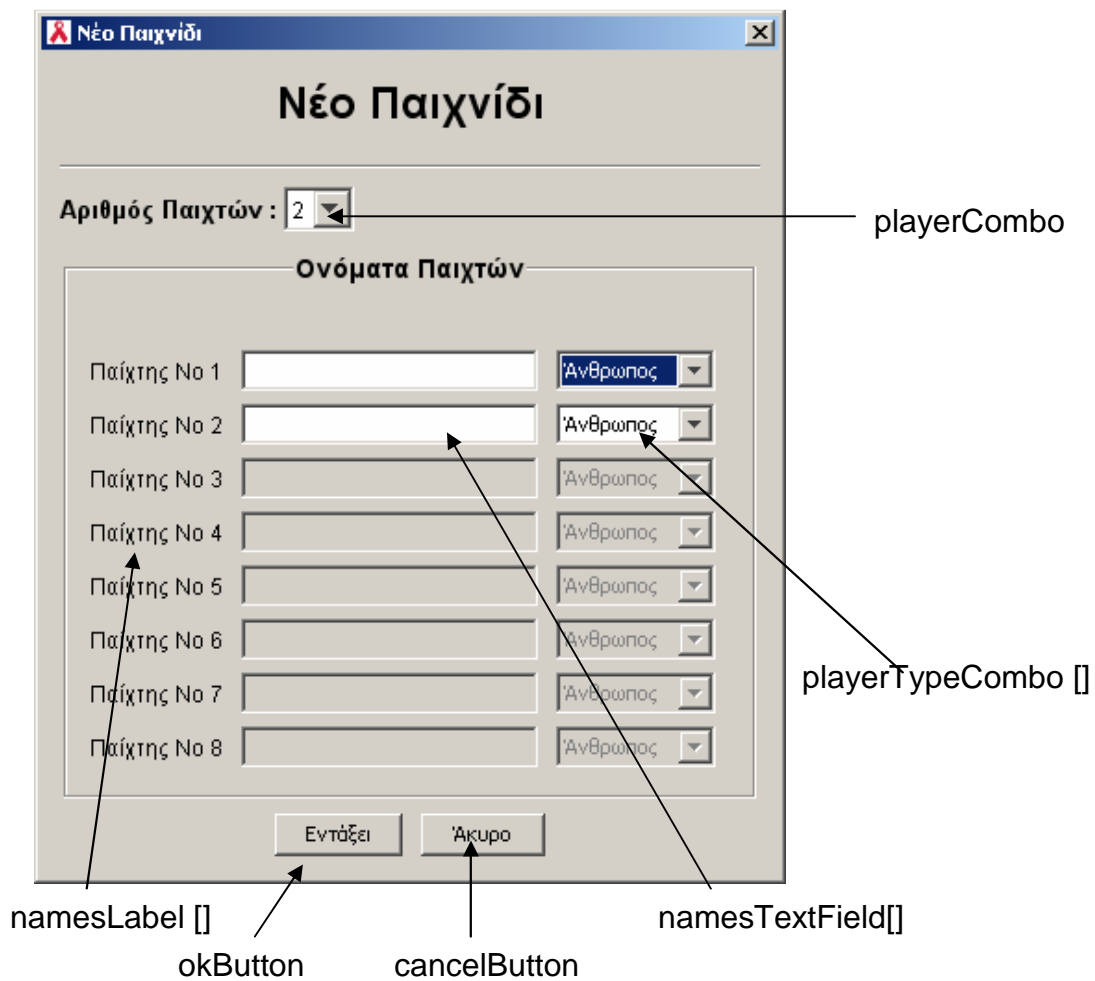 Νέο Παιχνίδι
Νέο Παιχνίδι
Αριθμός Παιχτών : 2
playerCombo
Ονόματα Παιχτών
Παίχτης Νο 1 Άνθρωπος
Παίχτης Νο 2 Άνθρωπος
Παίχτης Νο 3 Άνθρωπος
Παίχτης Νο 4 Άνθρωπος
Παίχτης Νο 5 Άνθρωπος
Παίχτης Νο 6 Άνθρωπος
playerTypeCombo []
Παίχτης Νο 7 Άνθρωπος
Παίχτης Νο 8 Άνθρωπος
Εντάξει Άκυρο
namesLabel [] namesTextField[]
okButton cancelButton